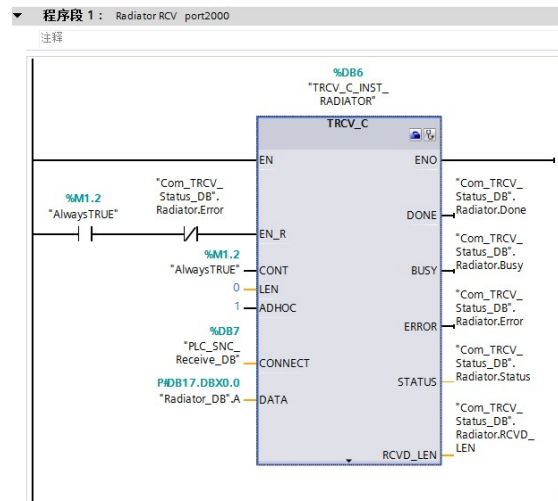 程序段 1： Radiator RCV port2000
注释
%DB6
"TRCV_C_INST_
RADIATOR"
TRCV_C
EN
ENO
%M1.2
"AlwaysTRUE"
"Com_TRCV_
Status_DB".
Radiator.Error
EN_R
"Com_TRCV_
Status_DB".
Radiator.Done
DONE
%M1.2
"AlwaysTRUE"
CONT
"Com_TRCV_
Status_DB".
Radiator.Busy
BUSY
0
LEN
1
ADHOC
"Com_TRCV_
Status_DB".
Radiator.Error
ERROR
%DB7
"PLC_SNC_
Receive_DB"
CONNECT
"Com_TRCV_
Status_DB".
Radiator.Status
STATUS
P#DB17.DBX0.0
"Radiator_DB".A
DATA
"Com_TRCV_
Status_DB".
Radiator.RCVD_
LEN
RCVD_LEN